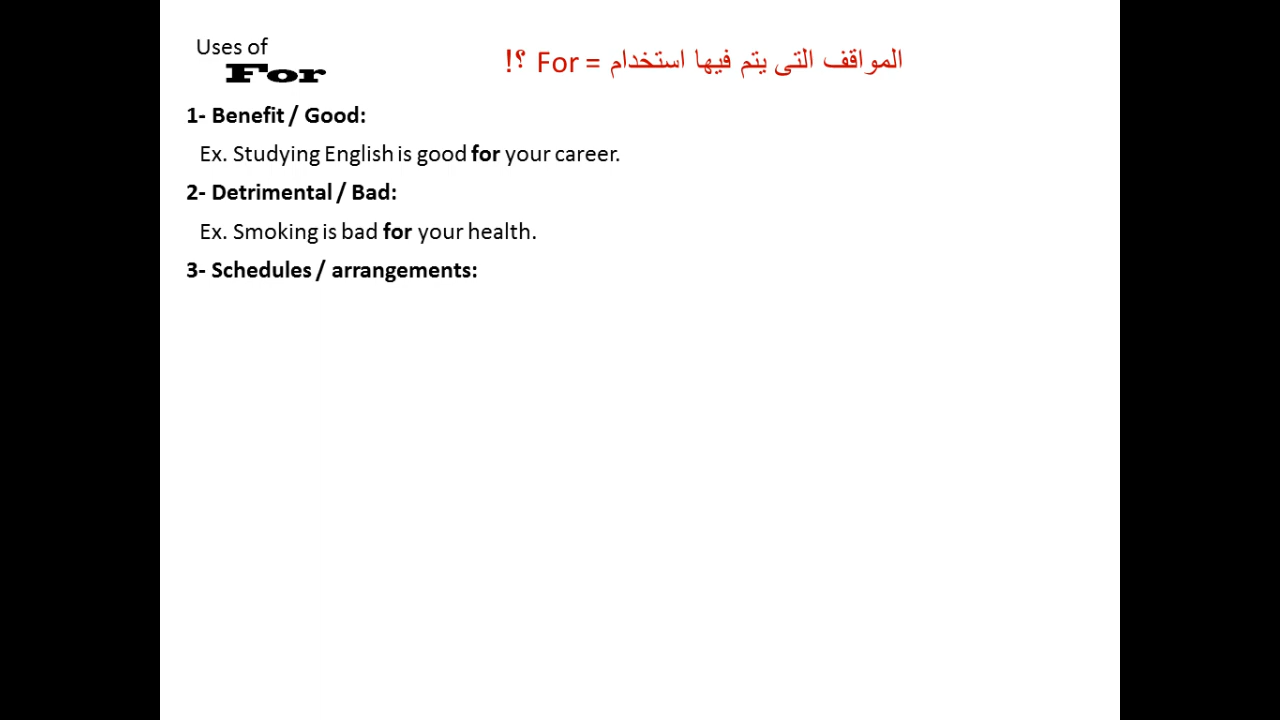 Uses of
For
المواقف التى يتم فيها استخدام = For ؟!
1- Benefit / Good:
Ex. Studying English is good for your career.
2- Detrimental / Bad:
Ex. Smoking is bad for your health.
3- Schedules / arrangements: